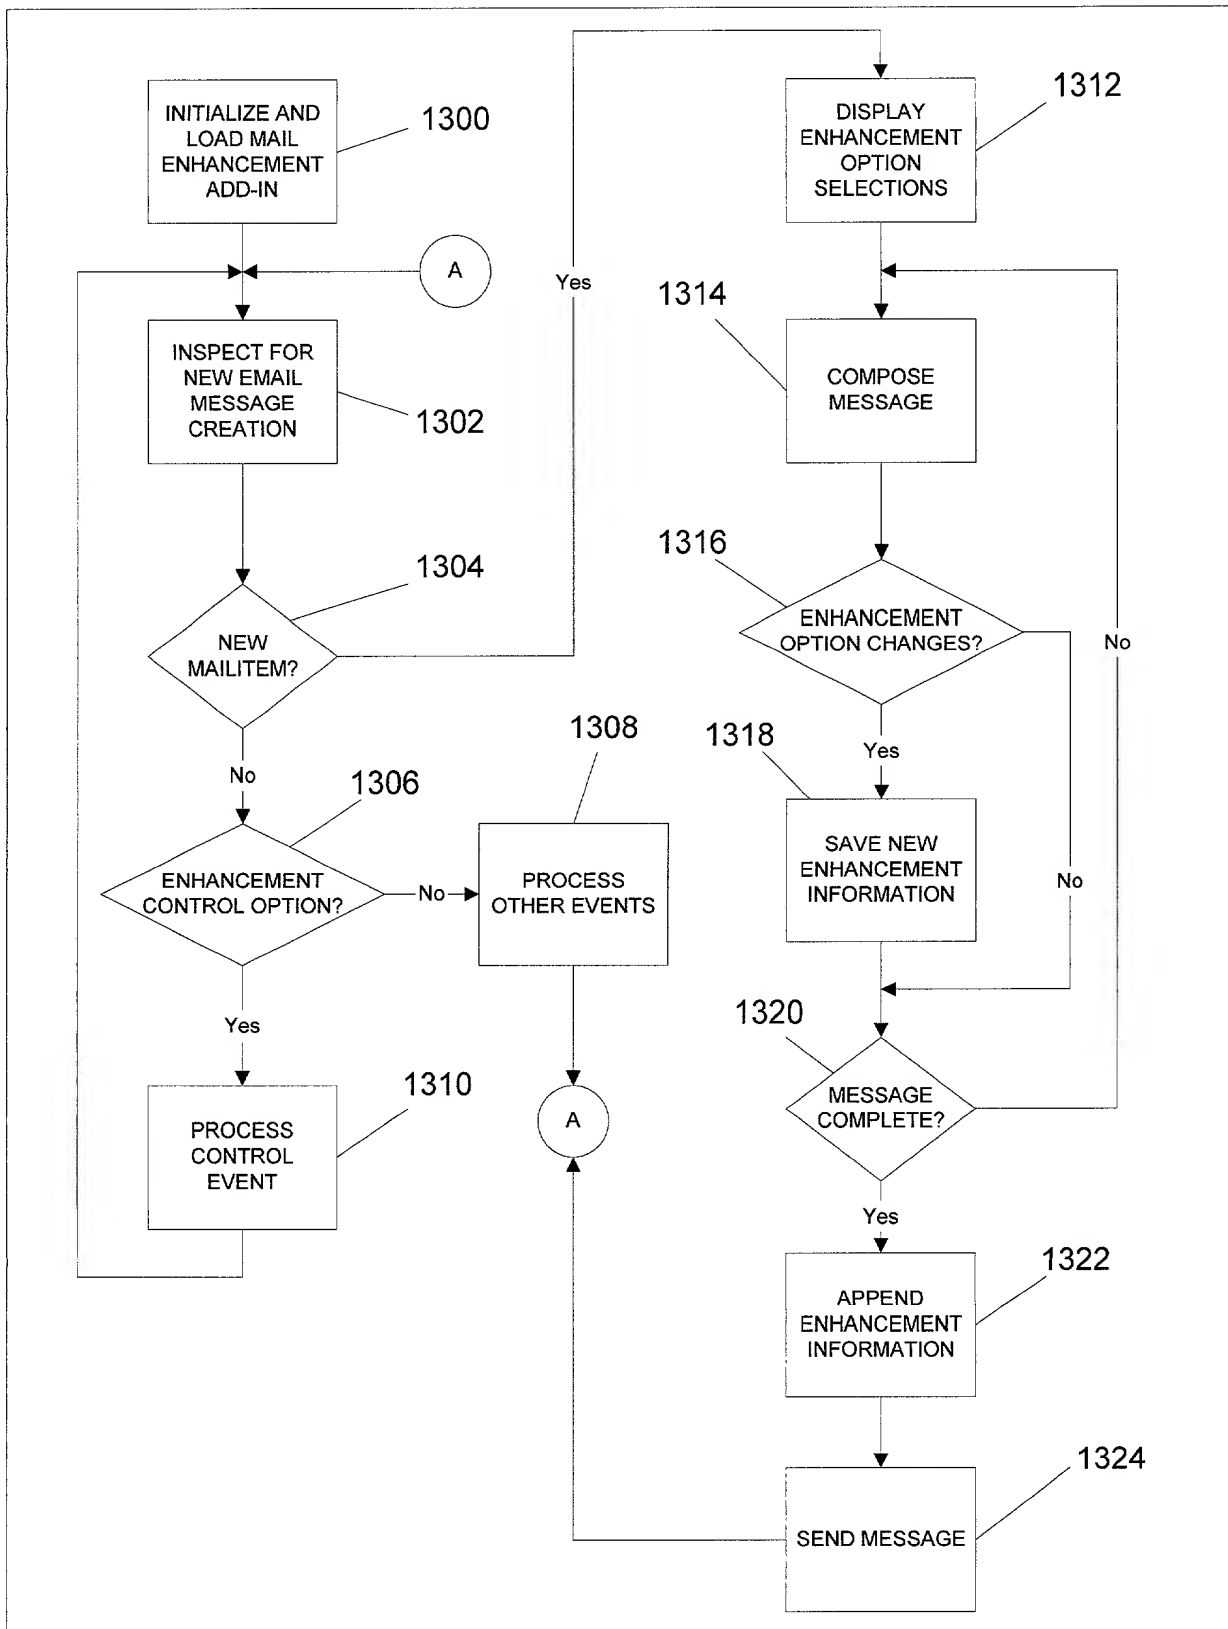 INITIALIZE AND
LOAD MAIL
ENHANCEMENT
ADD-IN
1300
A
INSPECT FOR
NEW EMAIL
MESSAGE
CREATION
1302
1304
NEW
MAILITEM?
Yes
No
1306
ENHANCEMENT
CONTROL OPTION?
No
1308
PROCESS
OTHER EVENTS
Yes
1310
PROCESS
CONTROL
EVENT
A
1312
DISPLAY
ENHANCEMENT
OPTION
SELECTIONS
1314
COMPOSE
MESSAGE
1316
ENHANCEMENT
OPTION CHANGES?
No
Yes
1318
SAVE NEW
ENHANCEMENT
INFORMATION
No
1320
MESSAGE
COMPLETE?
Yes
1322
APPEND
ENHANCEMENT
INFORMATION
1324
SEND MESSAGE